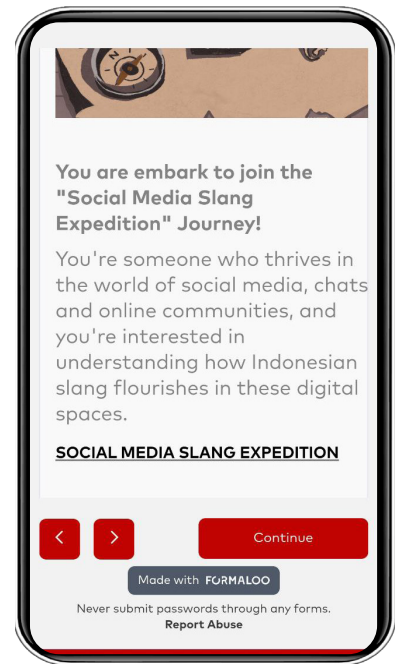 You are embark to join the
"Social Media Slang
Expedition" Journey!
You're someone who thrives in
the world of social media, chats
and online communities, and
you're interested in
understanding how Indonesian
slang flourishes in these digital
spaces.
SOCIAL MEDIA SLANG EXPEDITION
Continue
Made with FORMALOO
Never submit passwords through any forms.
Report Abuse